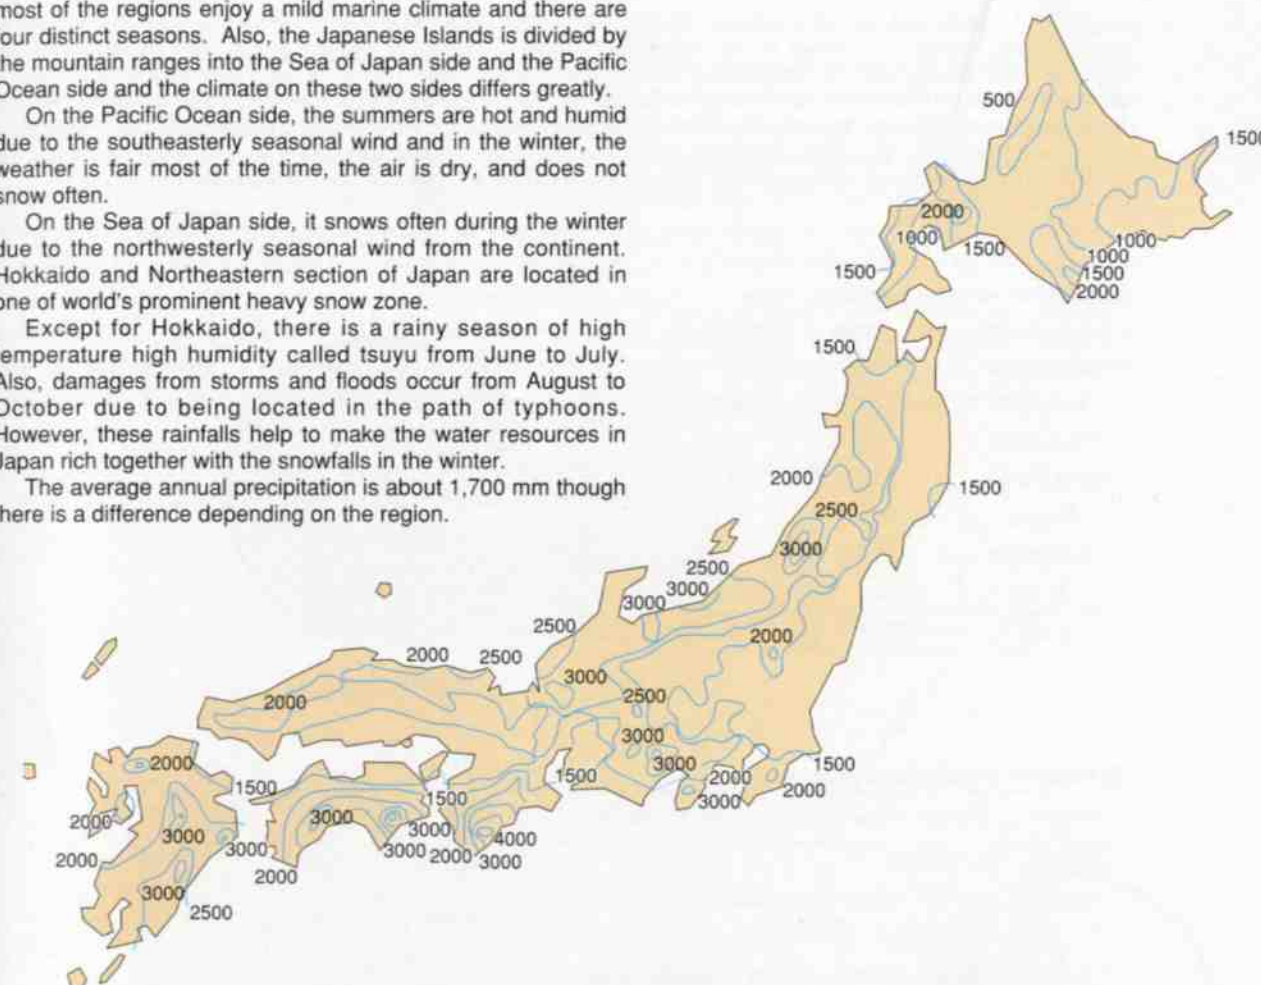 most of the regions enjoy a mild marine climate and there are
four distinct seasons. Also, the Japanese Islands is divided by
the mountain ranges into the Sea of Japan side and the Pacific
Ocean side and the climate on these two sides differs greatly.
On the Pacific Ocean side, the summers are hot and humid
due to the southeasterly seasonal wind and in the winter, the
weather is fair most of the time, the air is dry, and does not
snow often.
On the Sea of Japan side, it snows often during the winter
due to the northwesterly seasonal wind from the continent.
Hokkaido and Northeastern section of Japan are located in
one of world's prominent heavy snow zone.
Except for Hokkaido, there is a rainy season of high
temperature high humidity called tsuyu from June to July.
Also, damages from storms and floods occur from August to
October due to being located in the path of typhoons.
However, these rainfalls help to make the water resources in
Japan rich together with the snowfalls in the winter.
The average annual precipitation is about 1,700 mm though
there is a difference depending on the region.
500
1500
2000
1000
1500
1500
1000
1000
1500
2000
1500
2000
1500
2500
3000
2500
3000
3000
2500
2000
2000
2500
3000
2500
2000
3000
2000
3000
1500
1500
2000
1500
2000
1500
3000
2000
3000
3000
3000
4000
2000
3000
3000
3000
2000
2000
3000
2500